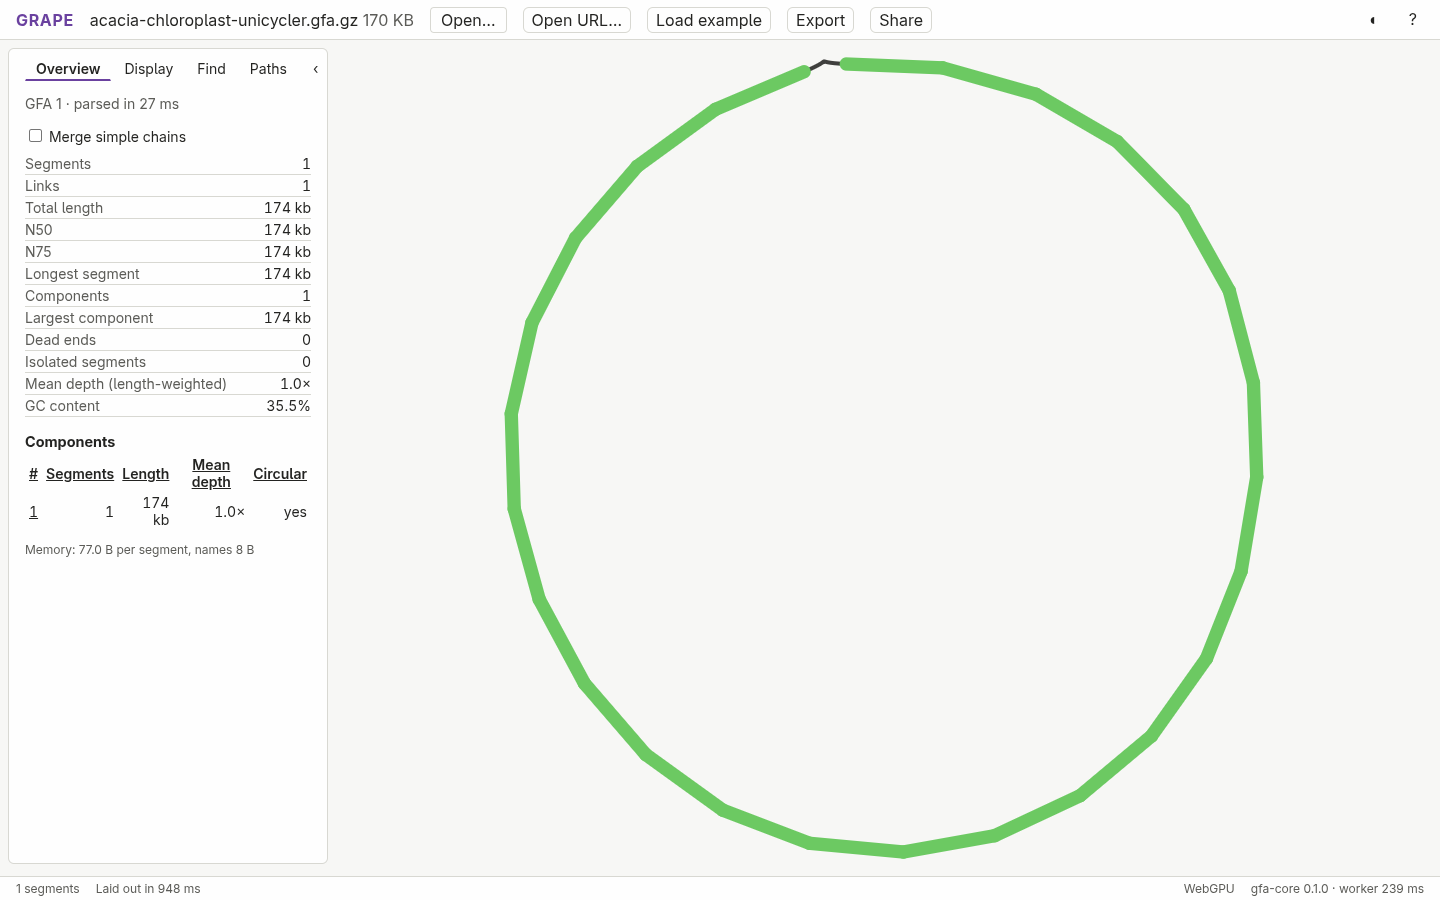 GRAPE acacia-chloroplast-unicycler.gfa.gz 170 KB Open... Open URL... Load example Export Share ?
Overview Display Find Paths ‹
GFA 1 · parsed in 27 ms
Merge simple chains
Segments 1
Links 1
Total length 174 kb
N50 174 kb
N75 174 kb
Longest segment 174 kb
Components 1
Largest component 174 kb
Dead ends 0
Isolated segments 0
Mean depth (length-weighted) 1.0×
GC content 35.5%
Components
# Segments Length Mean depth Circular
1 1 174 kb 1.0× yes
Memory: 77.0 B per segment, names 8 B
1 segments Laid out in 948 ms WebGPU gfa-core 0.1.0 · worker 239 ms